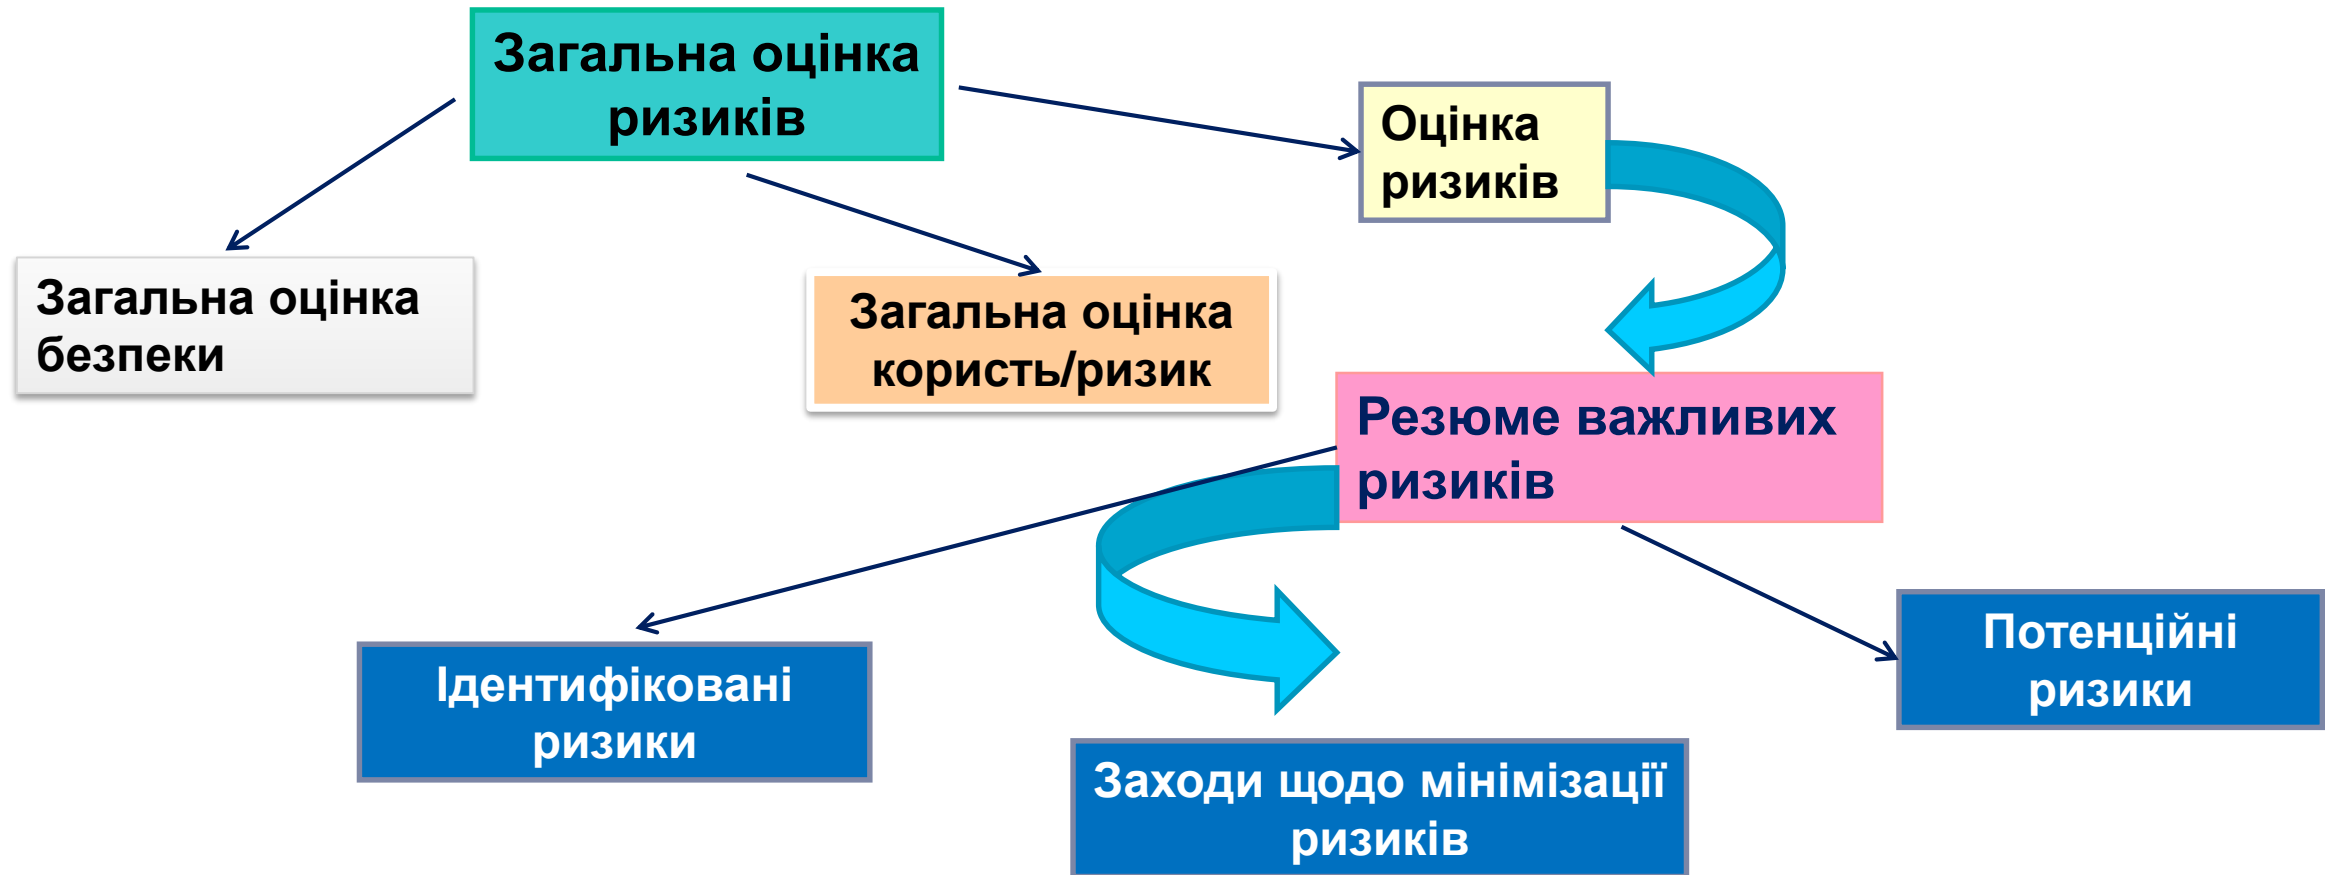 Загальна оцінка
ризиків
Оцінка
ризиків
Загальна оцінка
безпеки
Загальна оцінка
користь/ризик
Резюме важливих
ризиків
Ідентифіковані
ризики
Потенційні
ризики
Заходи щодо мінімізації
ризиків